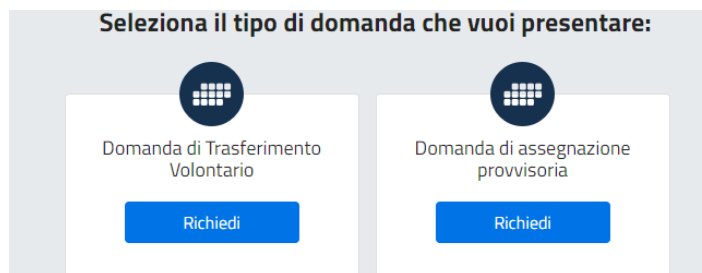 Seleziona il tipo di domanda che vuoi presentare:
Domanda di Trasferimento
Volontario
Richiedi
Domanda di assegnazione
provvisoria
Richiedi